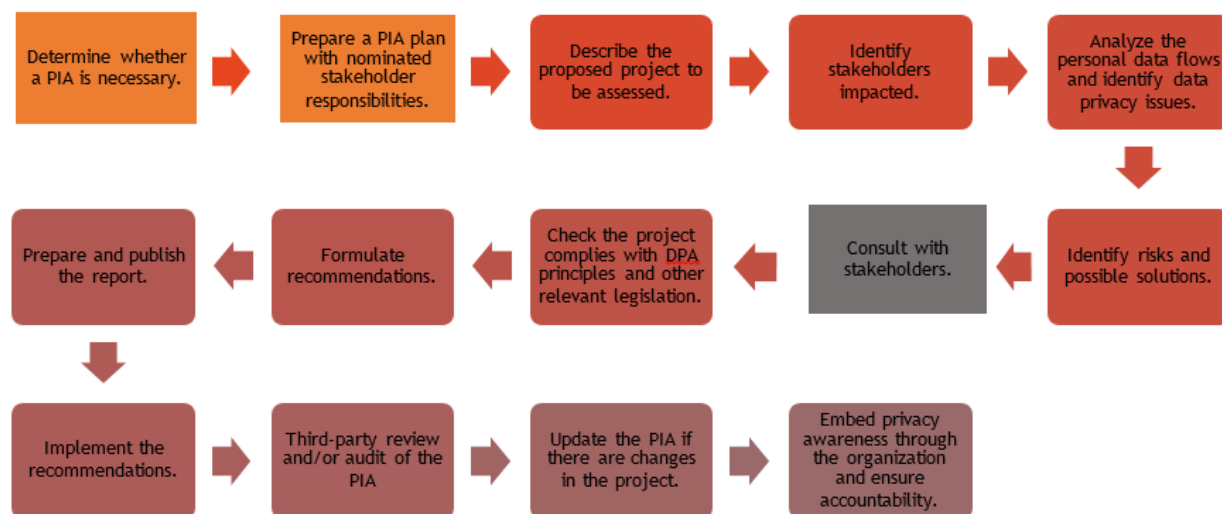 Determine whether
a PIA is necessary.
Prepare a PIA plan
with nominated
stakeholder
responsibilities.
Describe the
proposed project to
be assessed.
Identify
stakeholders
impacted.
Analyze the
personal data flows
and identify data
privacy issues.
Identify risks and
possible solutions.
Consult with
stakeholders.
Check the project
complies with DPA
principles and other
relevant legislation.
Formulate
recommendations.
Prepare and publish
the report.
Implement the
recommendations.
Third-party review
and/or audit of the
PIA
Update the PIA if
there are changes
in the project.
Embed privacy
awareness through
the organization
and ensure
accountability.